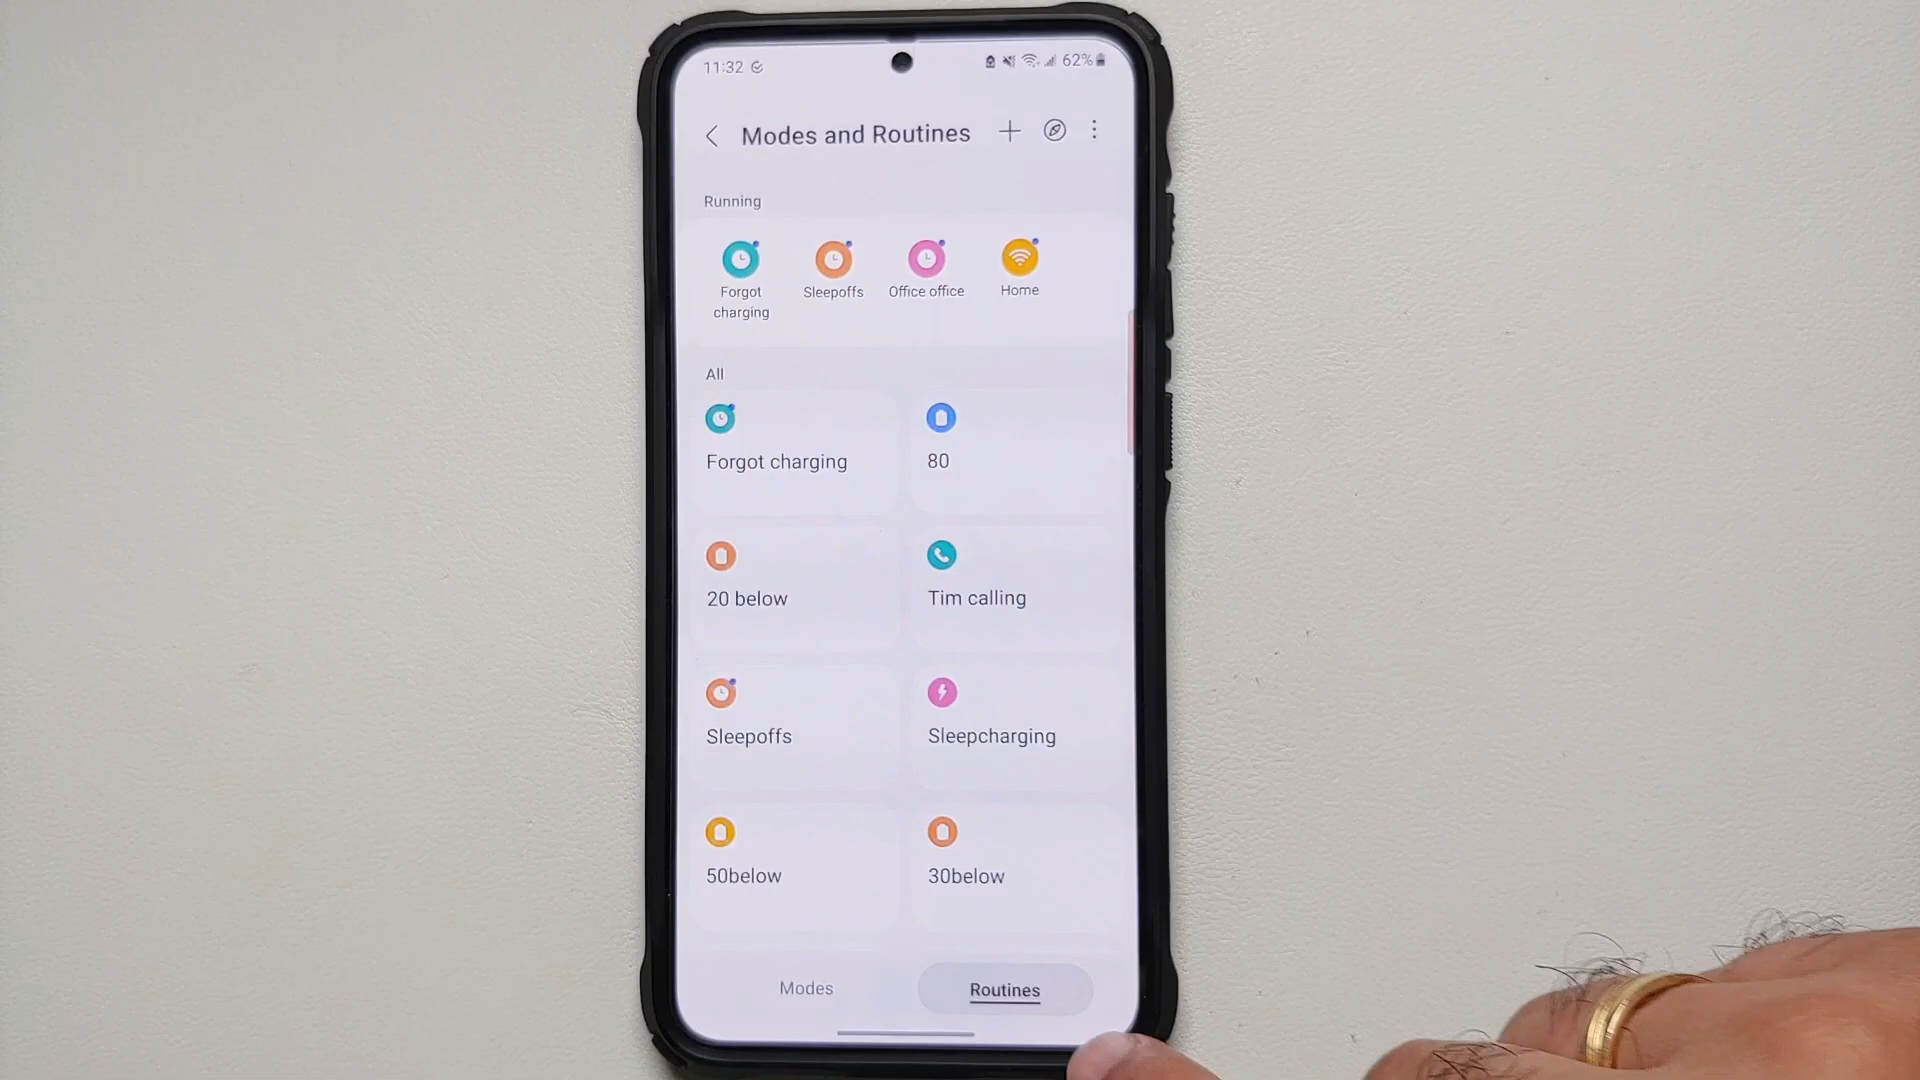 11:32
62%
Modes and Routines
Running
Forgot charging
Sleepoffs
Office office
Home
All
Forgot charging
80
20 below
Tim calling
Sleepoffs
Sleepcharging
50below
30below
Modes
Routines